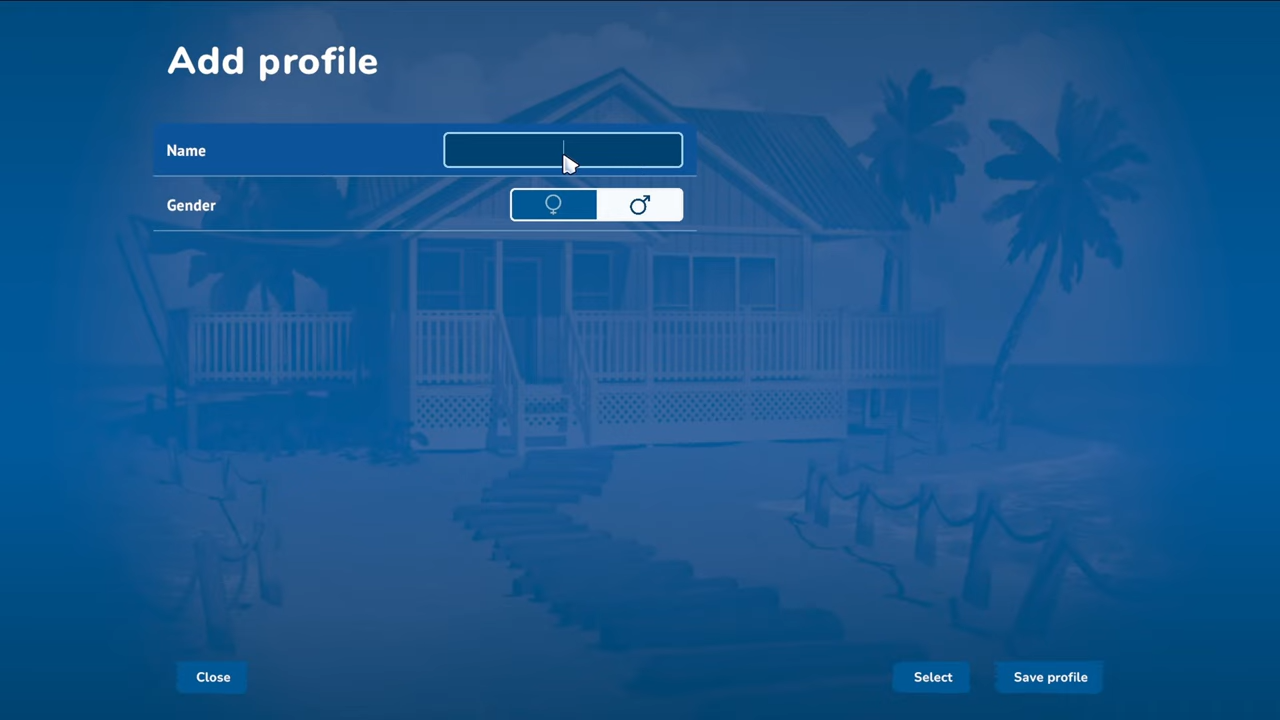 Add profile
Name
Gender
Close
Select
Save profile